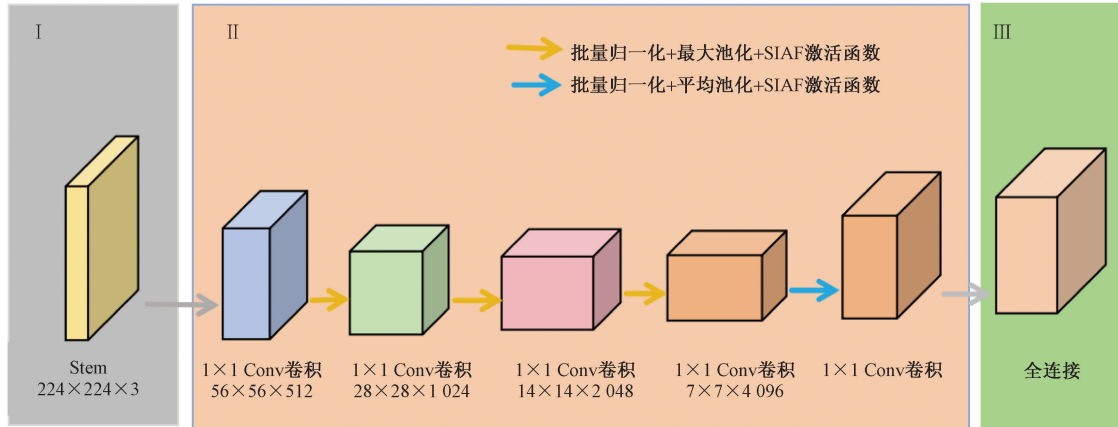 Ⅰ
Ⅱ
Ⅲ
批量归一化+最大池化+SIAF激活函数
批量归一化+平均池化+SIAF激活函数
Stem
224×224×3
1×1 Conv卷积
56×56×512
1×1 Conv卷积
28×28×1 024
1×1 Conv卷积
14×14×2 048
1×1 Conv卷积
7×7×4 096
1×1 Conv卷积
全连接